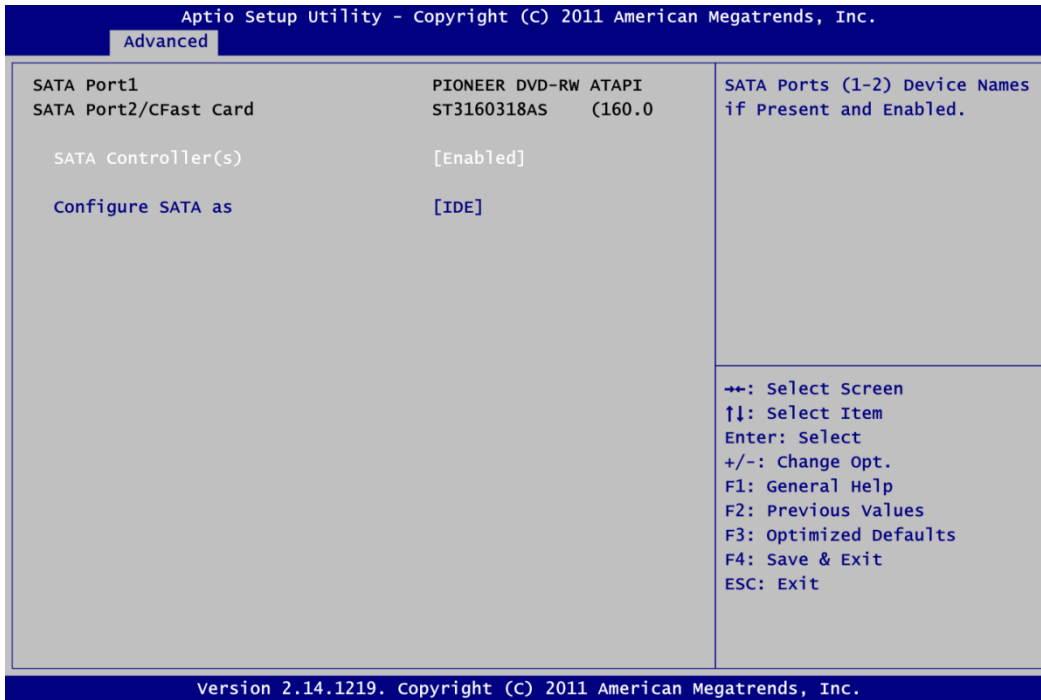 Aptio Setup Utility - Copyright (C) 2011 American Megatrends, Inc.
Advanced
SATA Port1 PIONEER DVD-RW ATAPI
SATA Port2/CFast Card ST3160318AS (160.0
SATA Controller(s) [Enabled]
Configure SATA as [IDE]
SATA Ports (1-2) Device Names
if Present and Enabled.
→←: Select Screen
↑↓: Select Item
Enter: Select
+/-: Change Opt.
F1: General Help
F2: Previous Values
F3: Optimized Defaults
F4: Save & Exit
ESC: Exit
Version 2.14.1219. Copyright (C) 2011 American Megatrends, Inc.